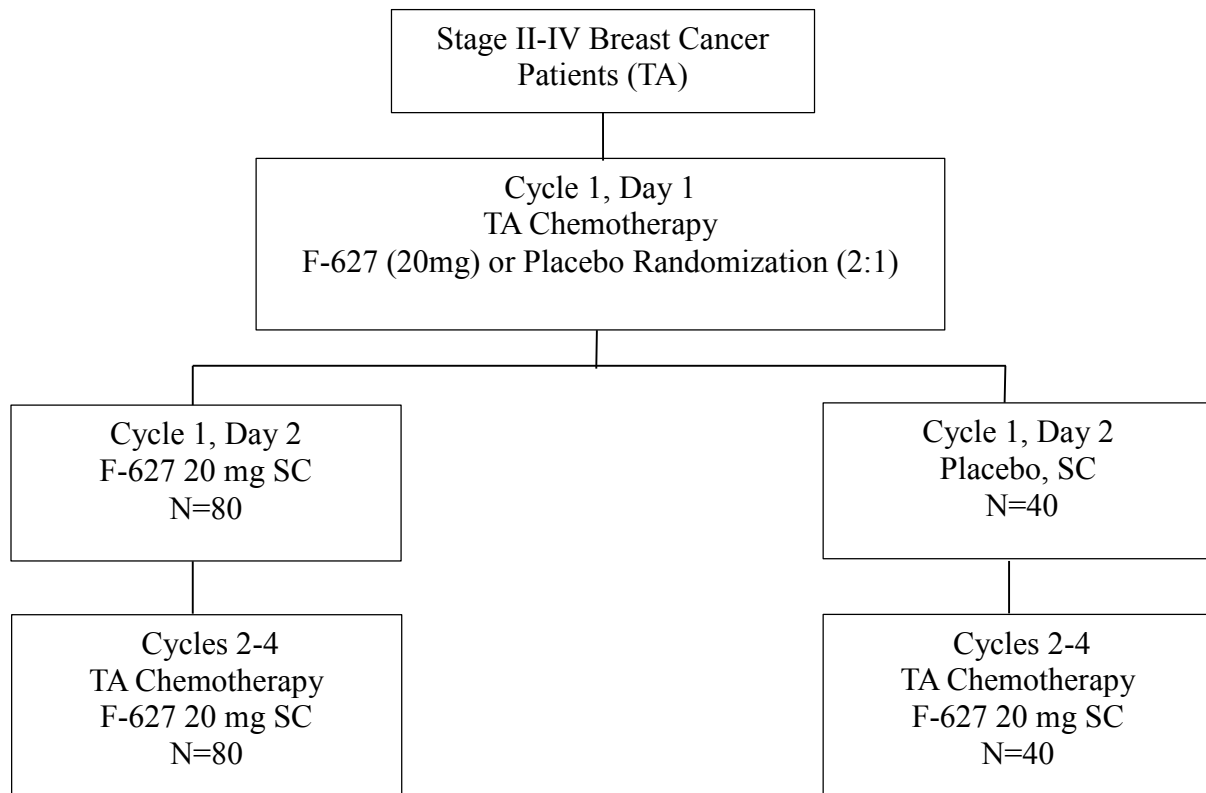 Stage II-IV Breast Cancer
Patients (TA)
Cycle 1, Day 1
TA Chemotherapy
F-627 (20mg) or Placebo Randomization (2:1)
Cycle 1, Day 2
F-627 20 mg SC
N=80
Cycle 1, Day 2
Placebo, SC
N=40
Cycles 2-4
TA Chemotherapy
F-627 20 mg SC
N=80
Cycles 2-4
TA Chemotherapy
F-627 20 mg SC
N=40